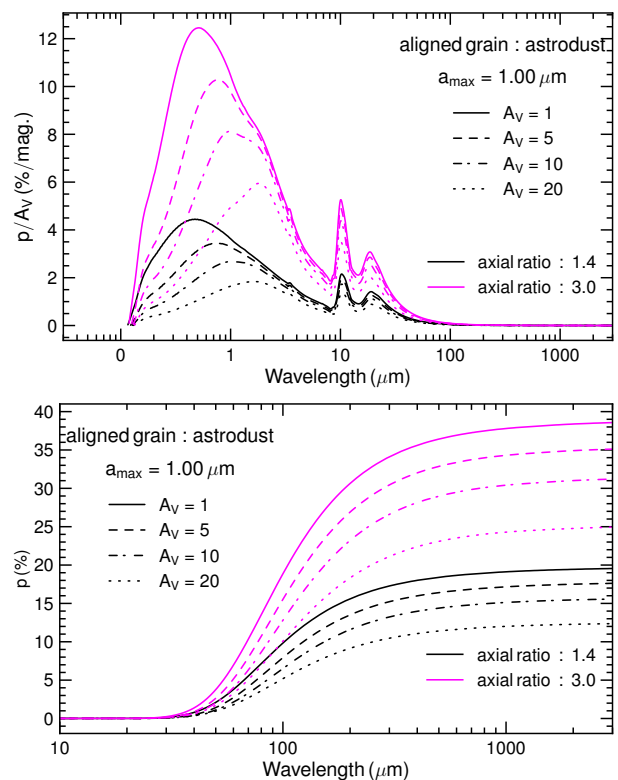 12
10
8
6
4
2
0
p/A_V (%/mag.)
aligned grain : astrodust
a_max = 1.00 μm
A_V = 1
A_V = 5
A_V = 10
A_V = 20
axial ratio : 1.4
axial ratio : 3.0
0 1 10 100 1000
Wavelength (μm)
40
35
30
25
20
15
10
5
0
p (%)
aligned grain : astrodust
a_max = 1.00 μm
A_V = 1
A_V = 5
A_V = 10
A_V = 20
axial ratio : 1.4
axial ratio : 3.0
10 100 1000
Wavelength (μm)